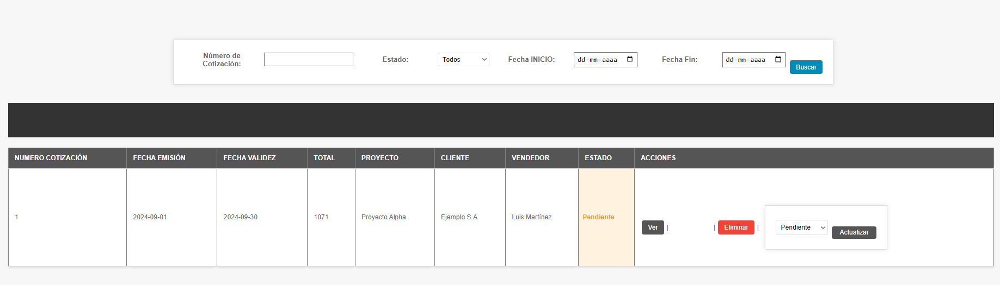 Número de
Cotización:
Estado: Todos Fecha INICIO: dd-mm-aaaa Fecha Fin: dd-mm-aaaa Buscar
NUMERO COTIZACIÓN FECHA EMISIÓN FECHA VALIDEZ TOTAL PROYECTO CLIENTE VENDEDOR ESTADO ACCIONES
1 2024-09-01 2024-09-30 1071 Proyecto Alpha Ejemplo S.A. Luis Martínez Pendiente Ver | | Eliminar | Pendiente Actualizar